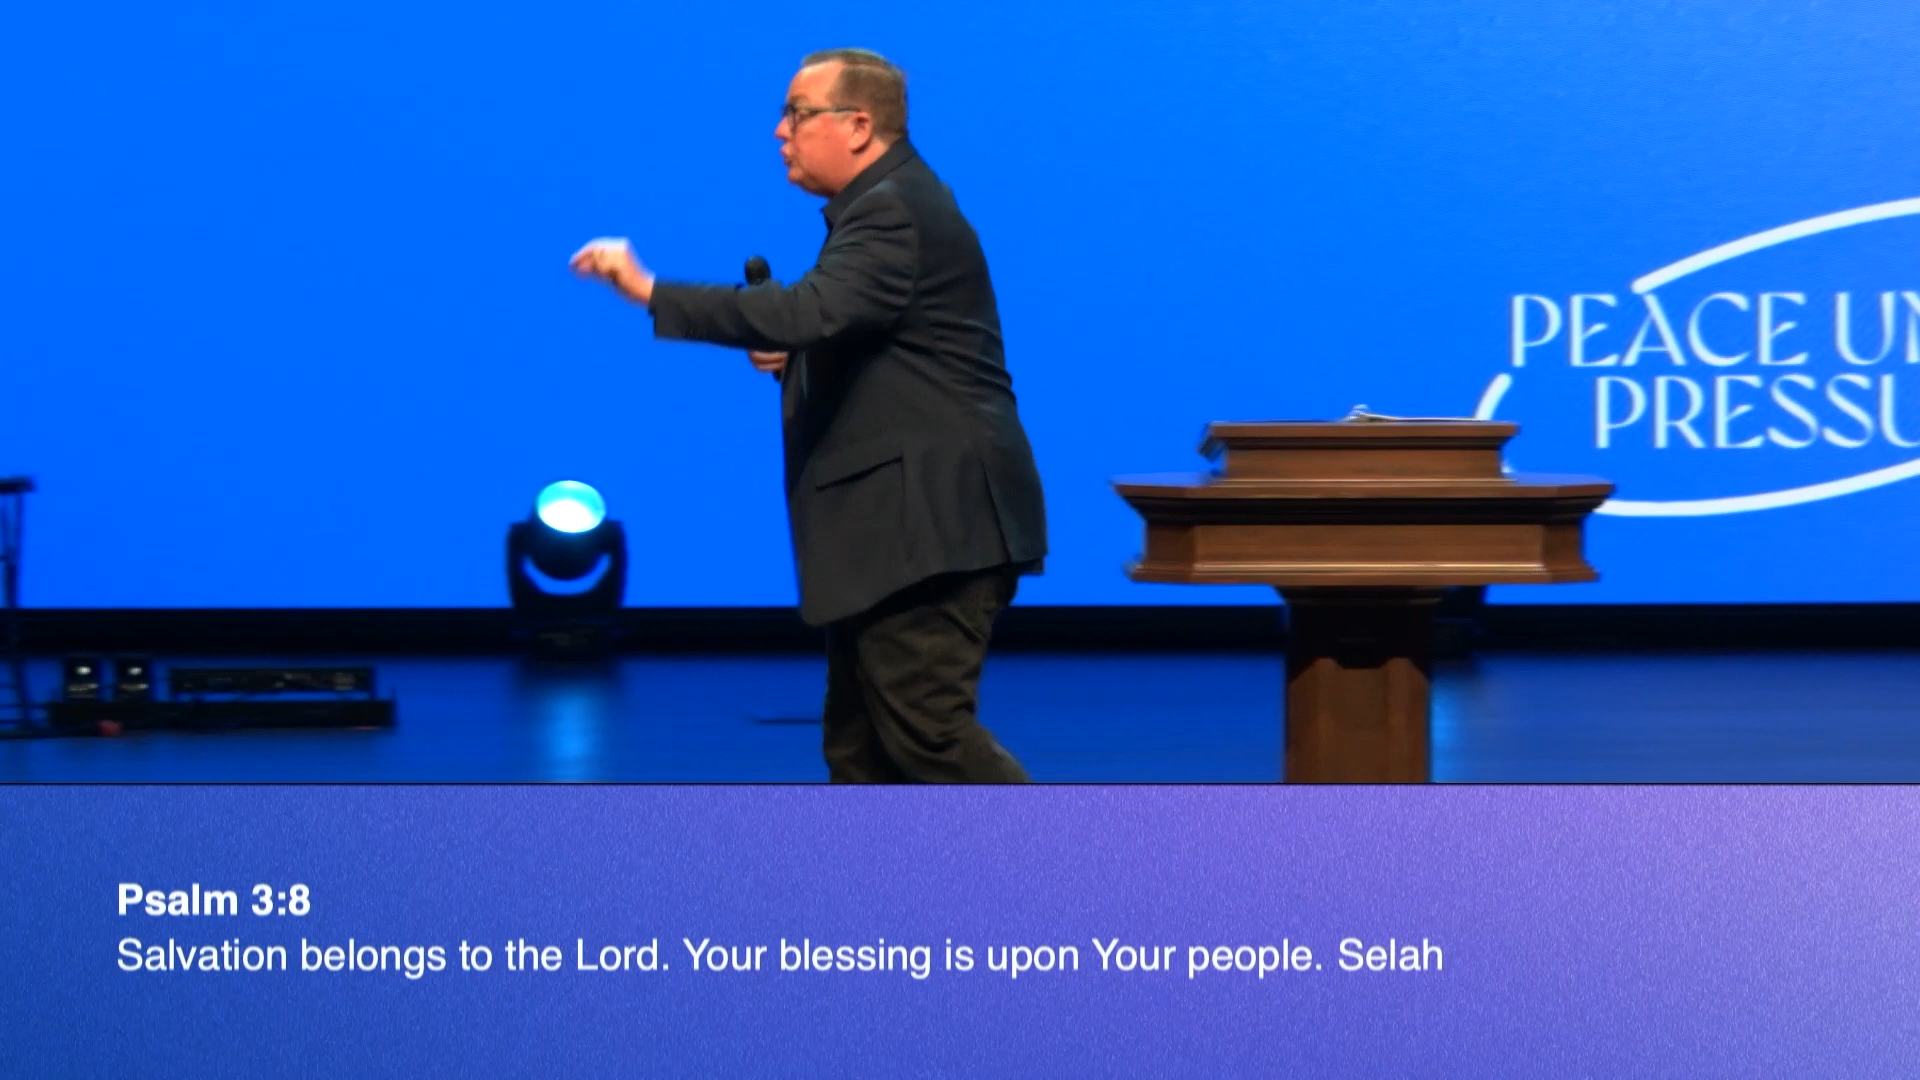 PEACE UN
PRESSU
Psalm 3:8
Salvation belongs to the Lord. Your blessing is upon Your people. Selah